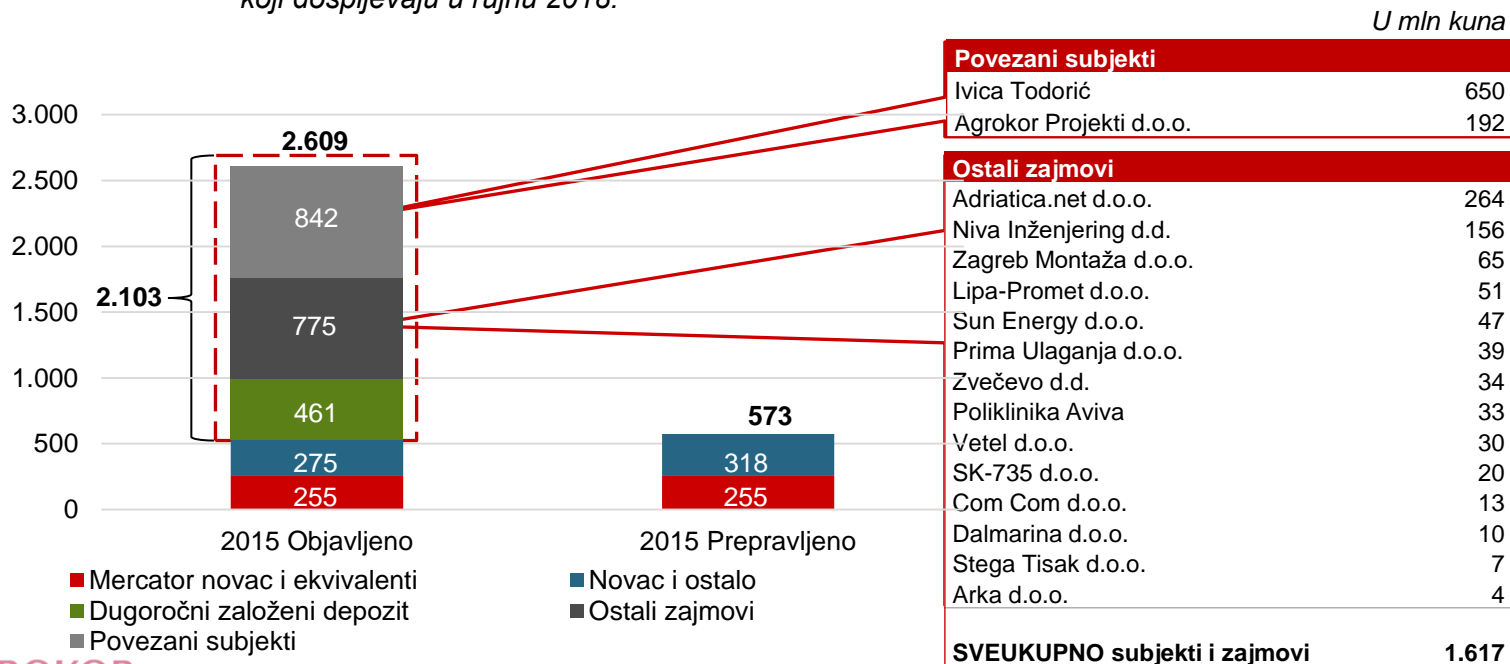 koji dospijevaju u rujnu 2018.
U mln kuna
3.000
2.500
2.000
1.500
1.000
500
0
2.609
842
775
461
275
255
2.103
573
318
255
2015 Objavljeno
2015 Prepravljeno
Mercator novac i ekvivalenti
Novac i ostalo
Dugoročni založeni depozit
Ostali zajmovi
Povezani subjekti
Povezani subjekti
Ivica Todorić 650
Agrokor Projekti d.o.o. 192
Ostali zajmovi
Adriatica.net d.o.o. 264
Niva Inženjering d.d. 156
Zagreb Montaža d.o.o. 65
Lipa-Promet d.o.o. 51
Sun Energy d.o.o. 47
Prima Ulaganja d.o.o. 39
Zvečevo d.d. 34
Poliklinika Aviva 33
Vetel d.o.o. 30
SK-735 d.o.o. 20
Com Com d.o.o. 13
Dalmarina d.o.o. 10
Stega Tisak d.o.o. 7
Arka d.o.o. 4
SVEUKUPNO subjekti i zajmovi 1.617